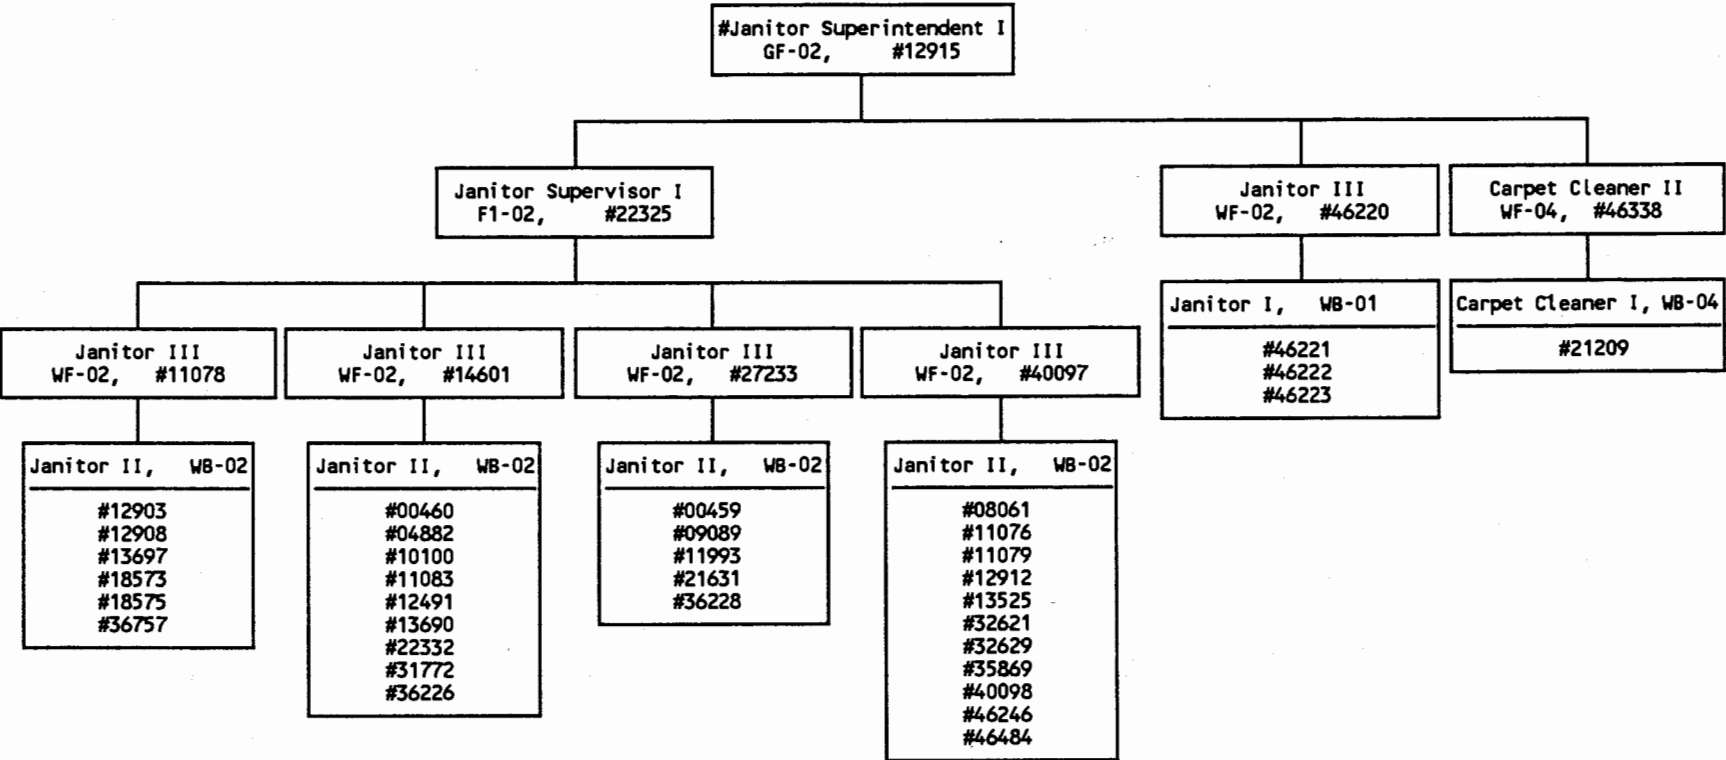 #Janitor Superintendent I
GF-02, #12915
Janitor Supervisor I
F1-02, #22325
Janitor III
WF-02, #46220
Carpet Cleaner II
WF-04, #46338
Janitor I, WB-01
#46221
#46222
#46223
Carpet Cleaner I, WB-04
#21209
Janitor III
WF-02, #11078
Janitor III
WF-02, #14601
Janitor III
WF-02, #27233
Janitor III
WF-02, #40097
Janitor II, WB-02
#12903
#12908
#13697
#18573
#18575
#36757
Janitor II, WB-02
#00460
#04882
#10100
#11083
#12491
#13690
#22332
#31772
#36226
Janitor II, WB-02
#00459
#09089
#11993
#21631
#36228
Janitor II, WB-02
#08061
#11076
#11079
#12912
#13525
#32621
#32629
#35869
#40098
#46246
#46484